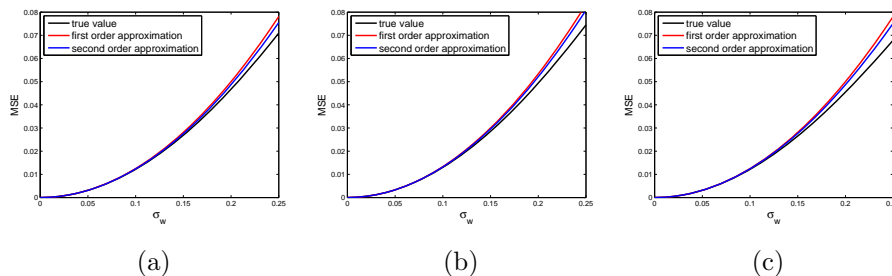 0.08
0.07
0.06
0.05
0.04
0.03
0.02
0.01
0
MSE
true value
first order approximation
second order approximation
0 0.05 0.1 0.15 0.2 0.25
σw
(a)
0.08
0.07
0.06
0.05
0.04
0.03
0.02
0.01
0
MSE
true value
first order approximation
second order approximation
0 0.05 0.1 0.15 0.2 0.25
σw
(b)
0.08
0.07
0.06
0.05
0.04
0.03
0.02
0.01
0
MSE
true value
first order approximation
second order approximation
0 0.05 0.1 0.15 0.2
σw
(c)